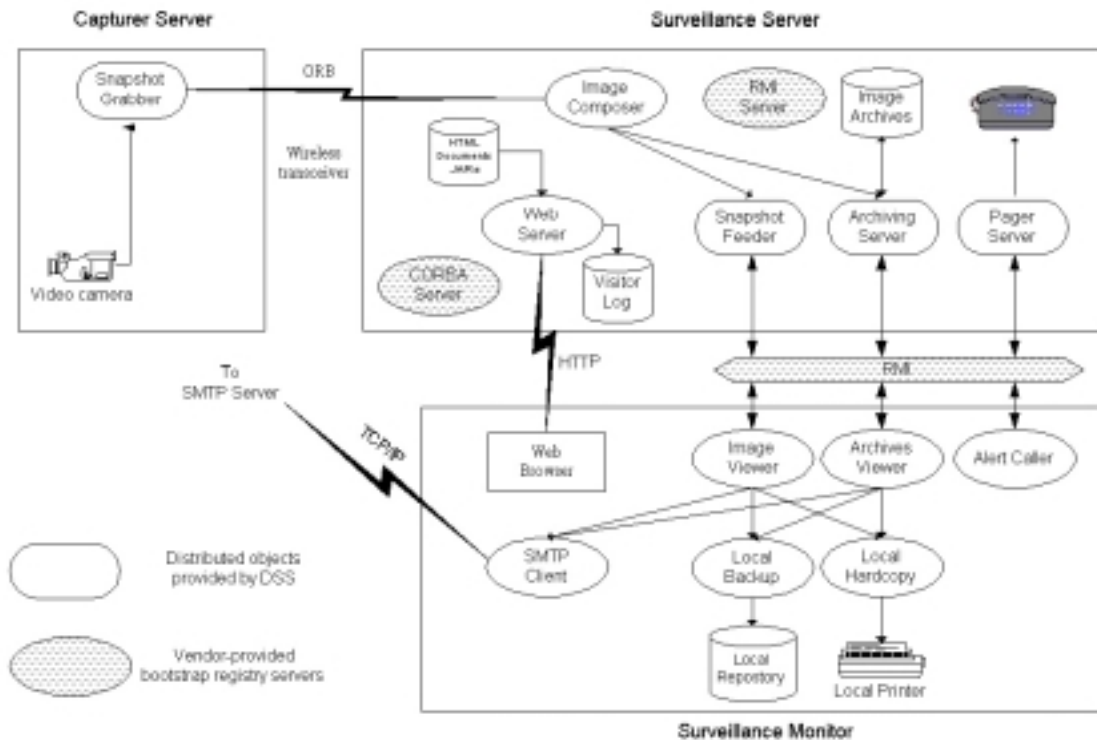 Capturer Server
Surveillance Server
Snapshot
Grabber
ORB
Image
Composer
RMI
Server
Image
Archives
HTML
Documents
JARs
Wireless
transceiver
Web
Server
Snapshot
Feeder
Archiving
Server
Pager
Server
CORBA
Server
Visitor
Log
Video camera
To
SMTP Server
HTTP
RMI
TCP/IP
Web
Browser
Image
Viewer
Archives
Viewer
Alert Caller
Distributed objects
provided by DSS
SMTP
Client
Local
Backup
Local
Hardcopy
Vendor-provided
bootstrap registry servers
Local
Repostory
Local Printer
Surveillance Monitor